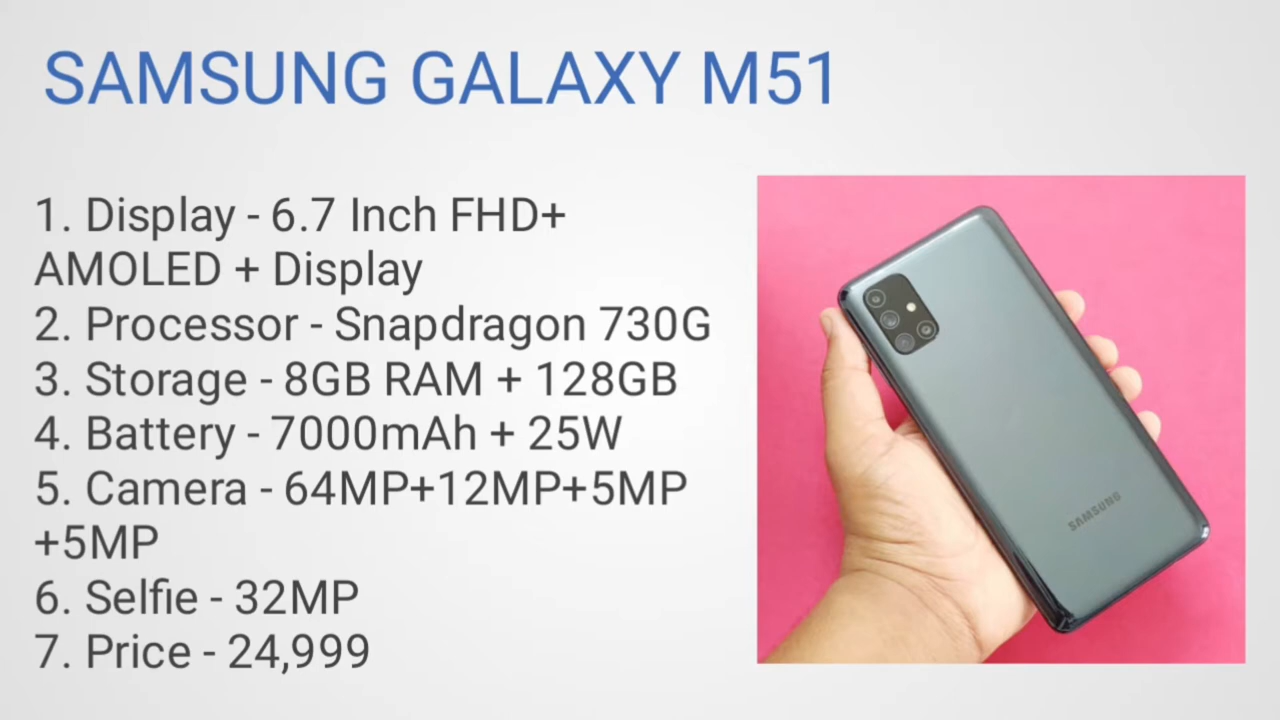 SAMSUNG GALAXY M51
1. Display - 6.7 Inch FHD+
AMOLED + Display
2. Processor - Snapdragon 730G
3. Storage - 8GB RAM + 128GB
4. Battery - 7000mAh + 25W
5. Camera - 64MP+12MP+5MP
+5MP
6. Selfie - 32MP
7. Price - 24,999
SAMSUNG